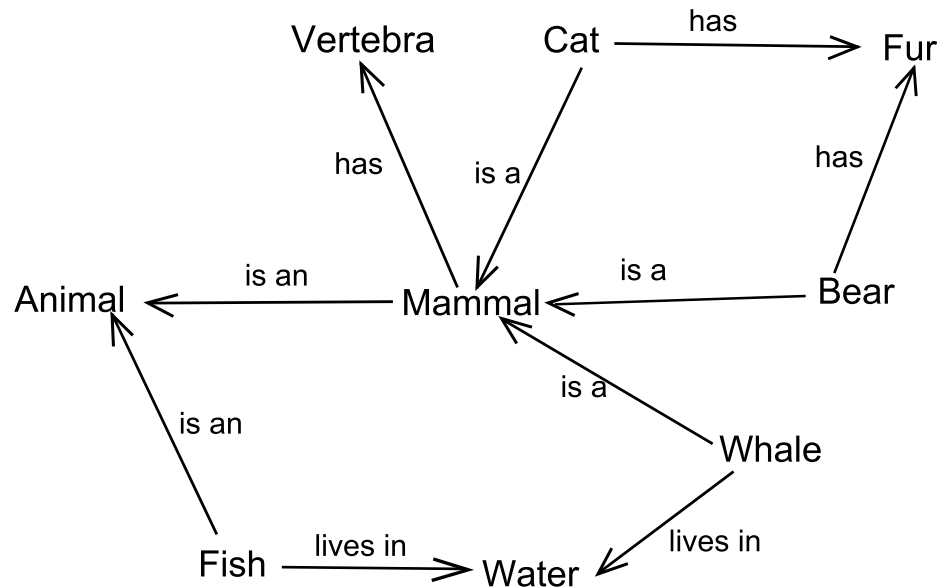 has
Vertebra
Cat
Fur
has
is a
has
is an
is a
Animal
Mammal
Bear
is a
is an
Whale
lives in
lives in
Fish
Water